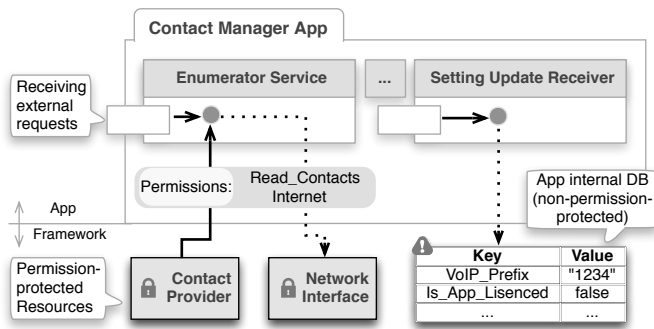 Contact Manager App
Enumerator Service
...
Setting Update Receiver
Receiving
external
requests
Permissions:
Read_Contacts
Internet
App internal DB
(non-permission-
protected)
App
Framework
Permission-
protected
Resources
Contact
Provider
Network
Interface
Key Value
VoIP_Prefix "1234"
Is_App_Lisenced false
... ...